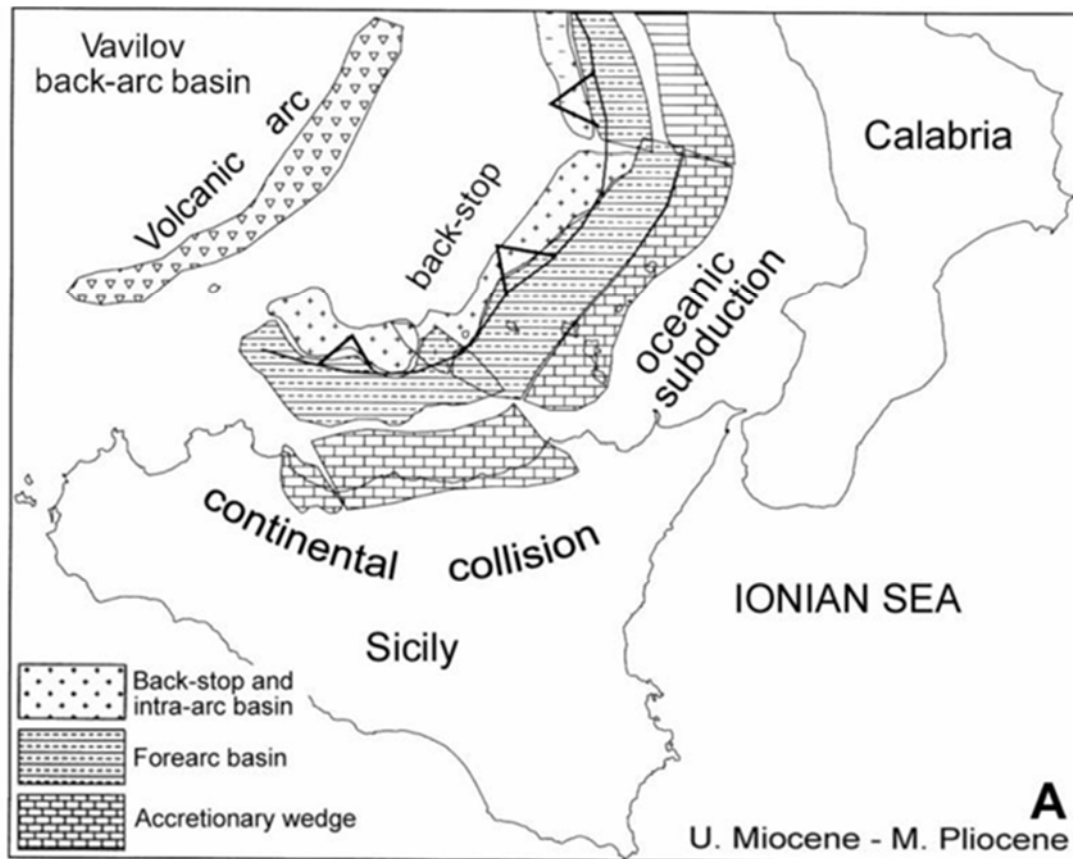 Vavilov
back-arc basin
Volcanic arc
back-stop
Calabria
oceanic
subduction
continental collision
IONIAN SEA
Sicily
Back-stop and
intra-arc basin
Forearc basin
Accretionary wedge
A
U. Miocene - M. Pliocene